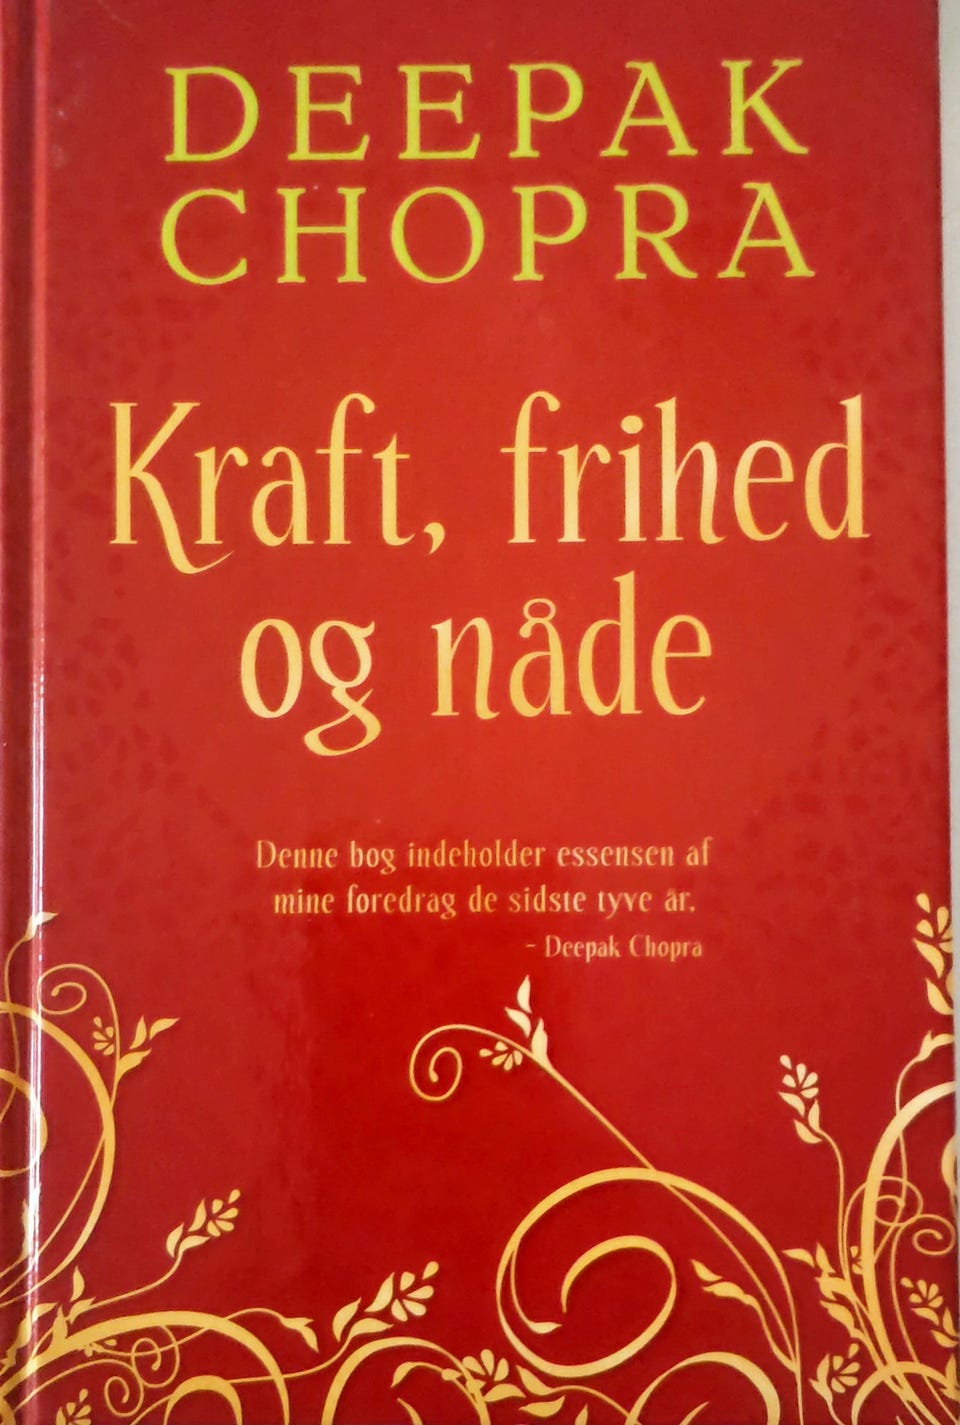 DEEPAK
CHOPRA
Kraft, frihed
og nåde
Denne bog indeholder essensen af
mine foredrag de sidste tyve år.
- Deepak Chopra